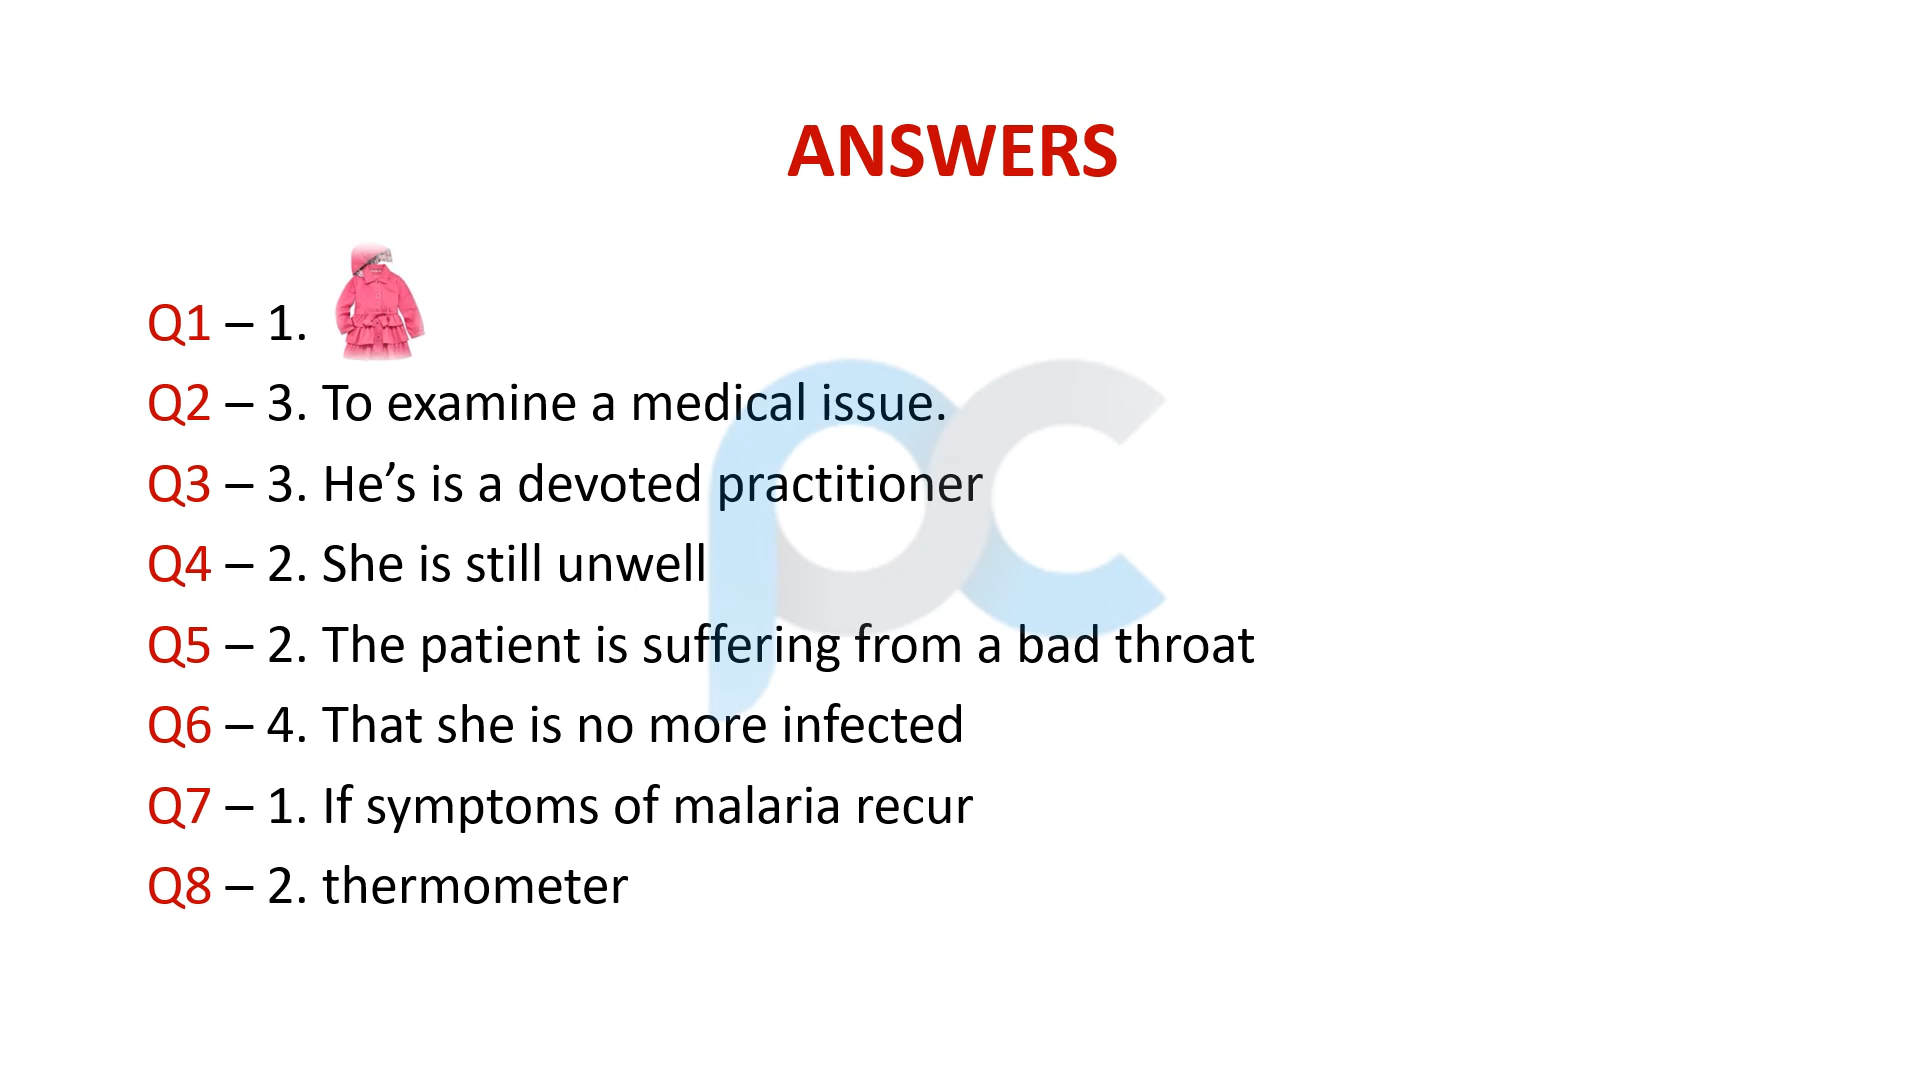 ANSWERS
Q1 – 1.
Q2 – 3. To examine a medical issue.
Q3 – 3. He’s is a devoted practitioner
Q4 – 2. She is still unwell
Q5 – 2. The patient is suffering from a bad throat
Q6 – 4. That she is no more infected
Q7 – 1. If symptoms of malaria recur
Q8 – 2. thermometer